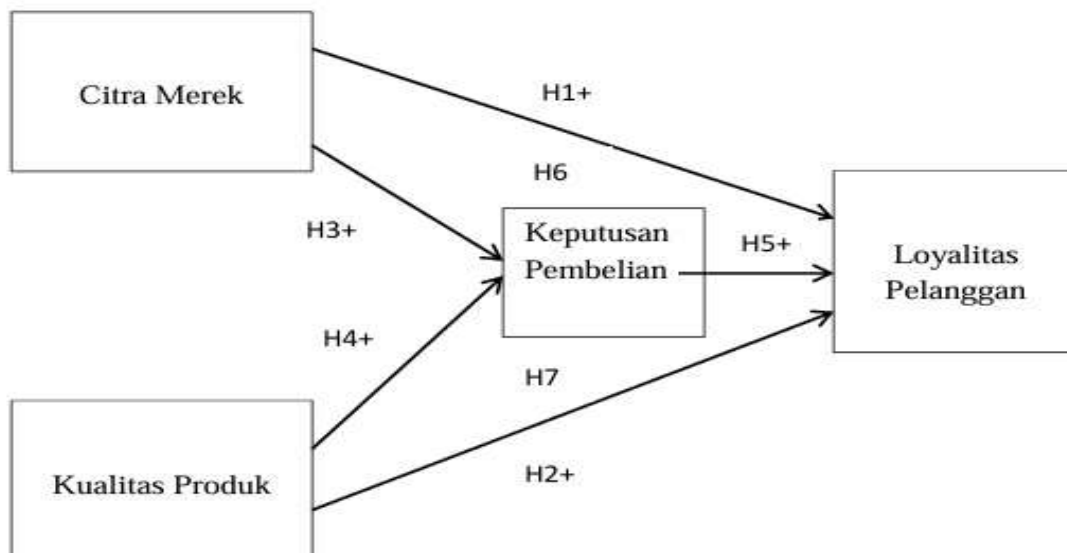 Citra Merek
H1+
H6
H3+
Keputusan
Pembelian
H5+
Loyalitas
Pelanggan
H4+
H7
H2+
Kualitas Produk